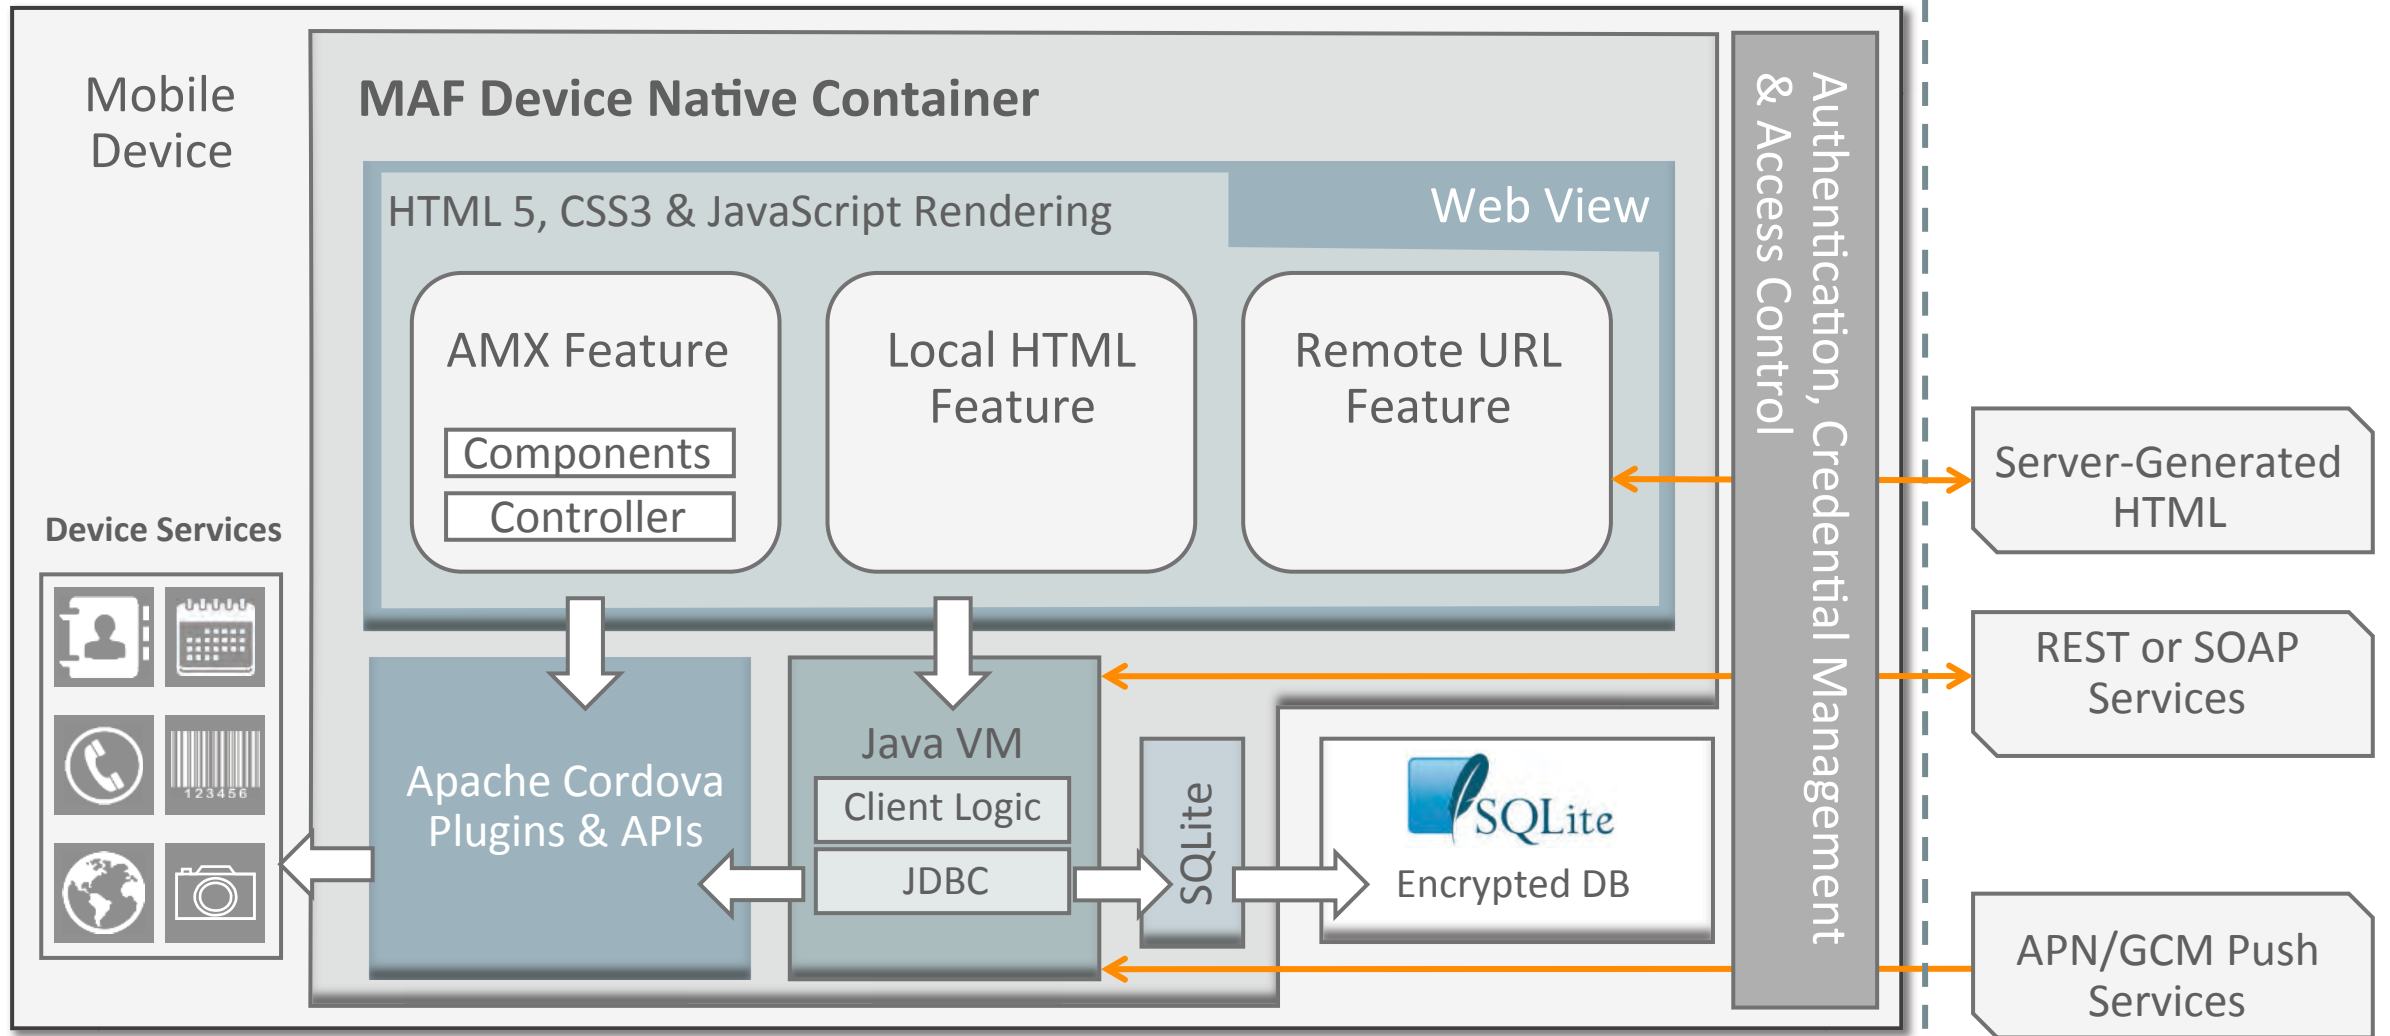 Mobile
Device
MAF Device Native Container
HTML 5, CSS3 & JavaScript Rendering
Web View
AMX Feature
Components
Controller
Local HTML
Feature
Remote URL
Feature
Authentication, Credential Management
& Access Control
Server-Generated
HTML
REST or SOAP
Services
APN/GCM Push
Services
Device Services
123456
Apache Cordova
Plugins & APIs
Java VM
Client Logic
JDBC
SQLite
SQLite
Encrypted DB